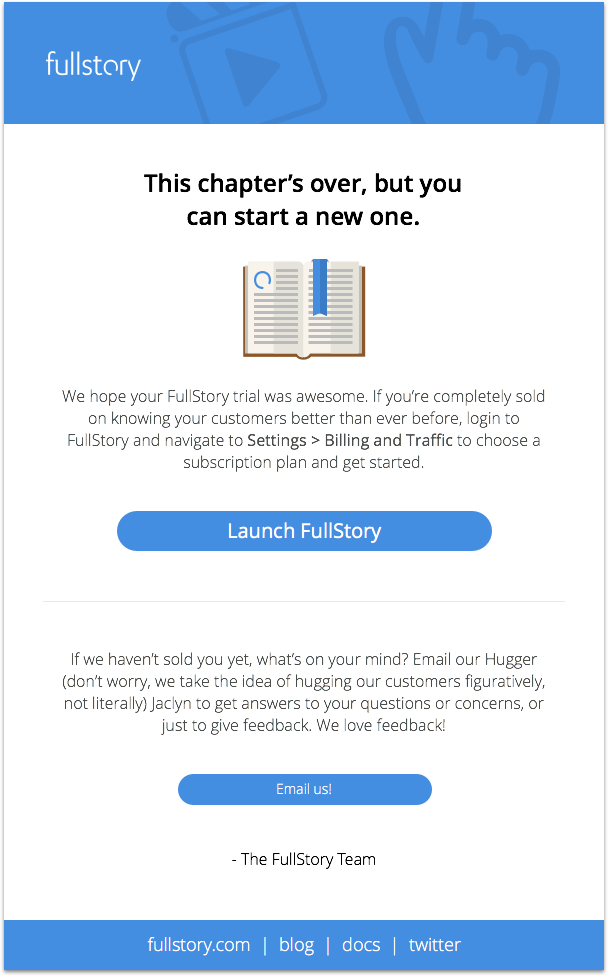 fullstory
This chapter’s over, but you
can start a new one.
We hope your FullStory trial was awesome. If you’re completely sold
on knowing your customers better than ever before, login to
FullStory and navigate to Settings > Billing and Traffic to choose a
subscription plan and get started.
Launch FullStory
If we haven’t sold you yet, what’s on your mind? Email our Hugger
(don’t worry, we take the idea of hugging our customers figuratively,
not literally) Jaclyn to get answers to your questions or concerns, or
just to give feedback. We love feedback!
Email us!
- The FullStory Team
fullstory.com | blog | docs | twitter